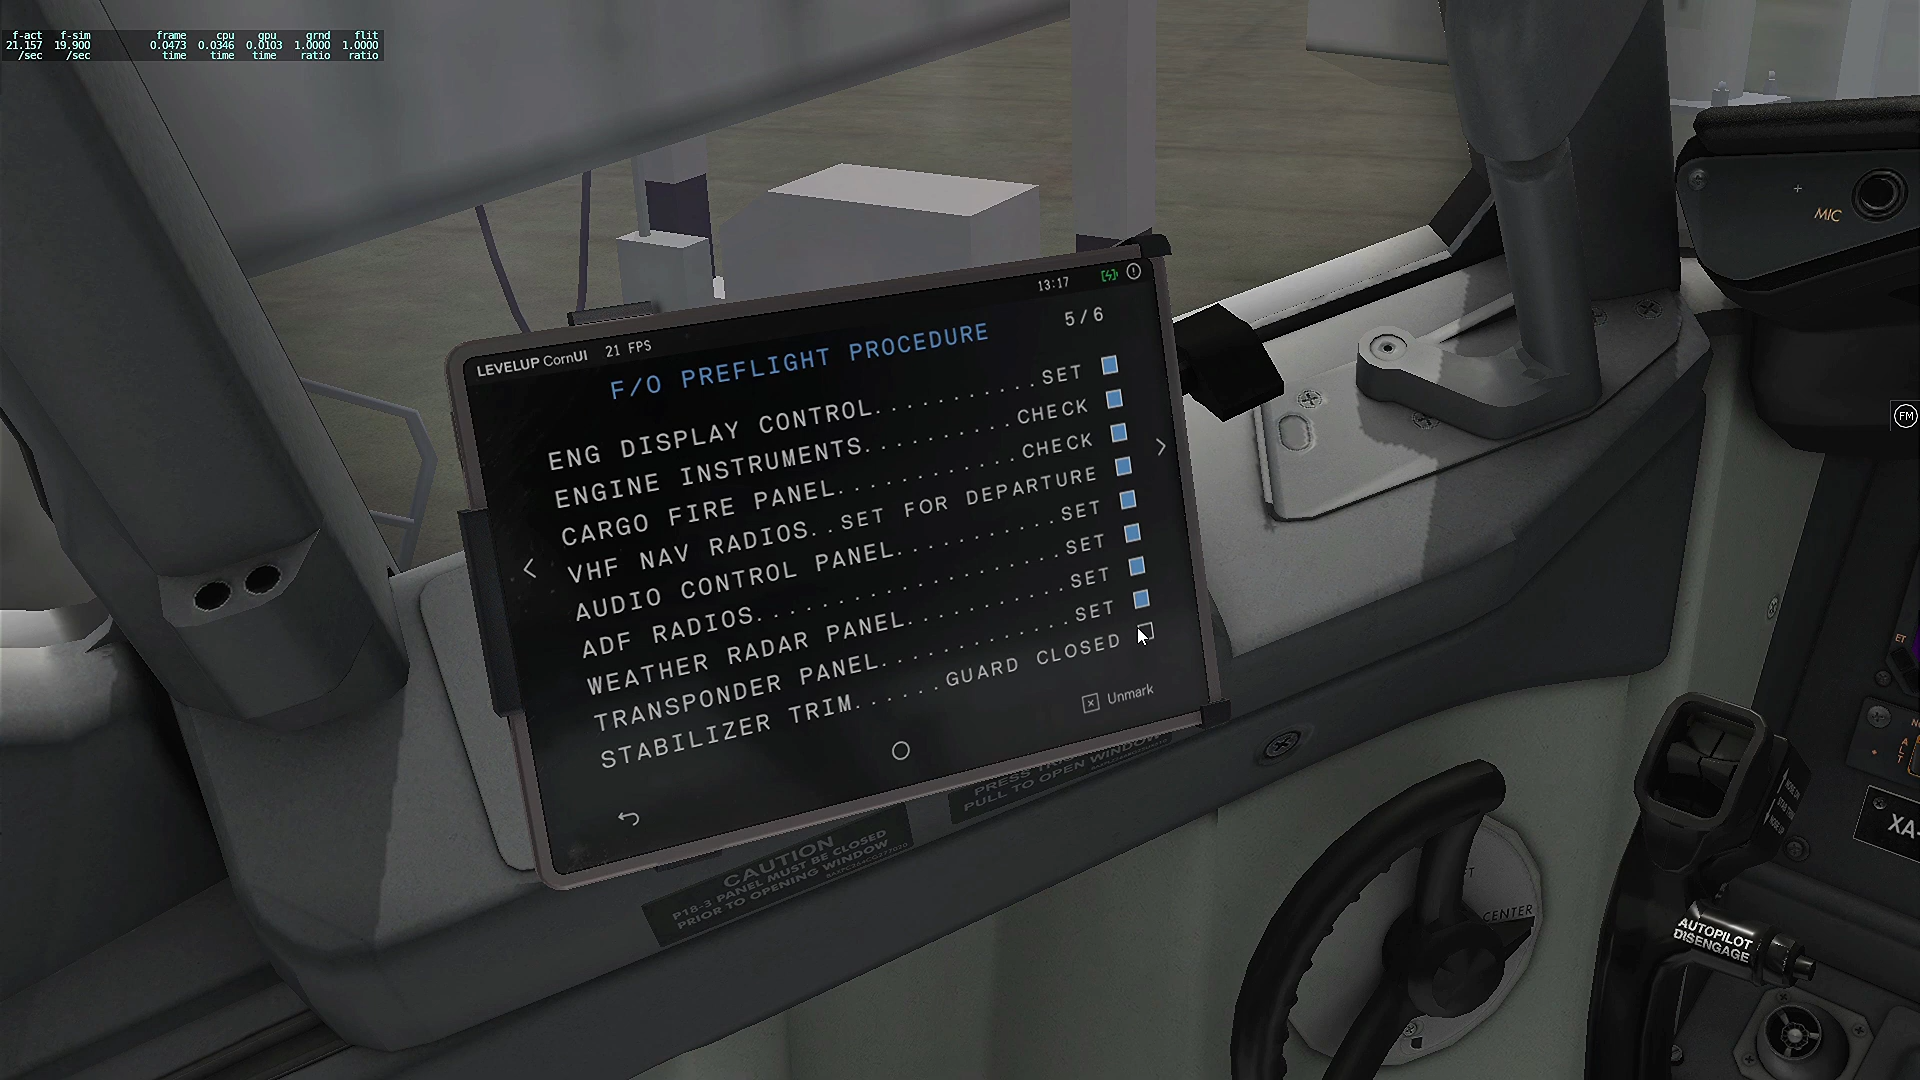 f-act f-sim frame cpu gpu grnd flit
21.157 19.900 0.0473 0.0346 0.0103 1.0000 1.0000
/sec /sec time time time ratio ratio
MIC
FM
LEVELUP CornUI 21 FPS 13:17
F/O PREFLIGHT PROCEDURE 5/6
ENG DISPLAY CONTROL..........SET
ENGINE INSTRUMENTS.........CHECK
CARGO FIRE PANEL...........CHECK
VHF NAV RADIOS..SET FOR DEPARTURE
AUDIO CONTROL PANEL..........SET
ADF RADIOS...................SET
WEATHER RADAR PANEL..........SET
TRANSPONDER PANEL............SET
STABILIZER TRIM......GUARD CLOSED
Unmark
CAUTION
P18-3 PANEL MUST BE CLOSED
PRIOR TO OPENING WINDOW
PULL TO OPEN WINDOW
CENTER
AUTOPILOT
DISENGAGE
XA-
ET